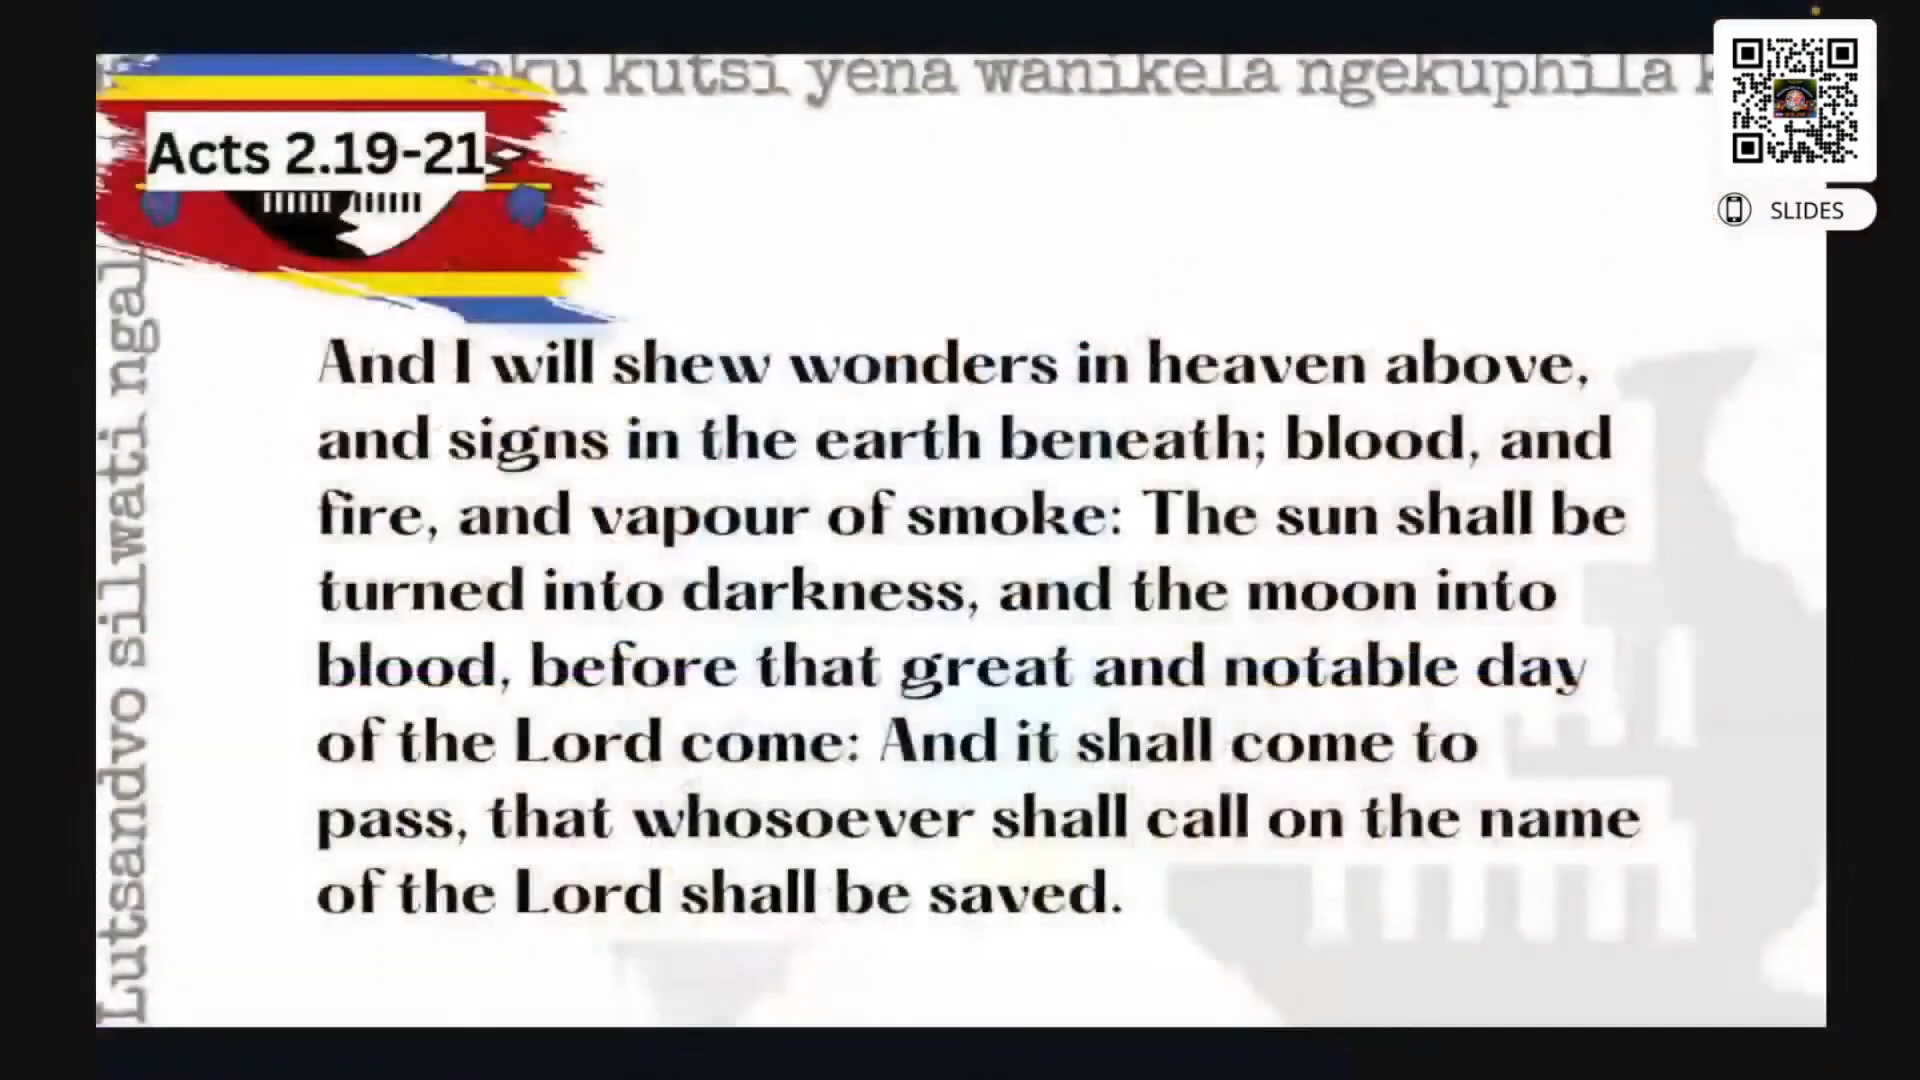 kutsi yena wanikela ngekuphila
Acts 2.19-21
SLIDES
Lutsandvo silwati
And I will shew wonders in heaven above,
and signs in the earth beneath; blood, and
fire, and vapour of smoke: The sun shall be
turned into darkness, and the moon into
blood, before that great and notable day
of the Lord come: And it shall come to
pass, that whosoever shall call on the name
of the Lord shall be saved.